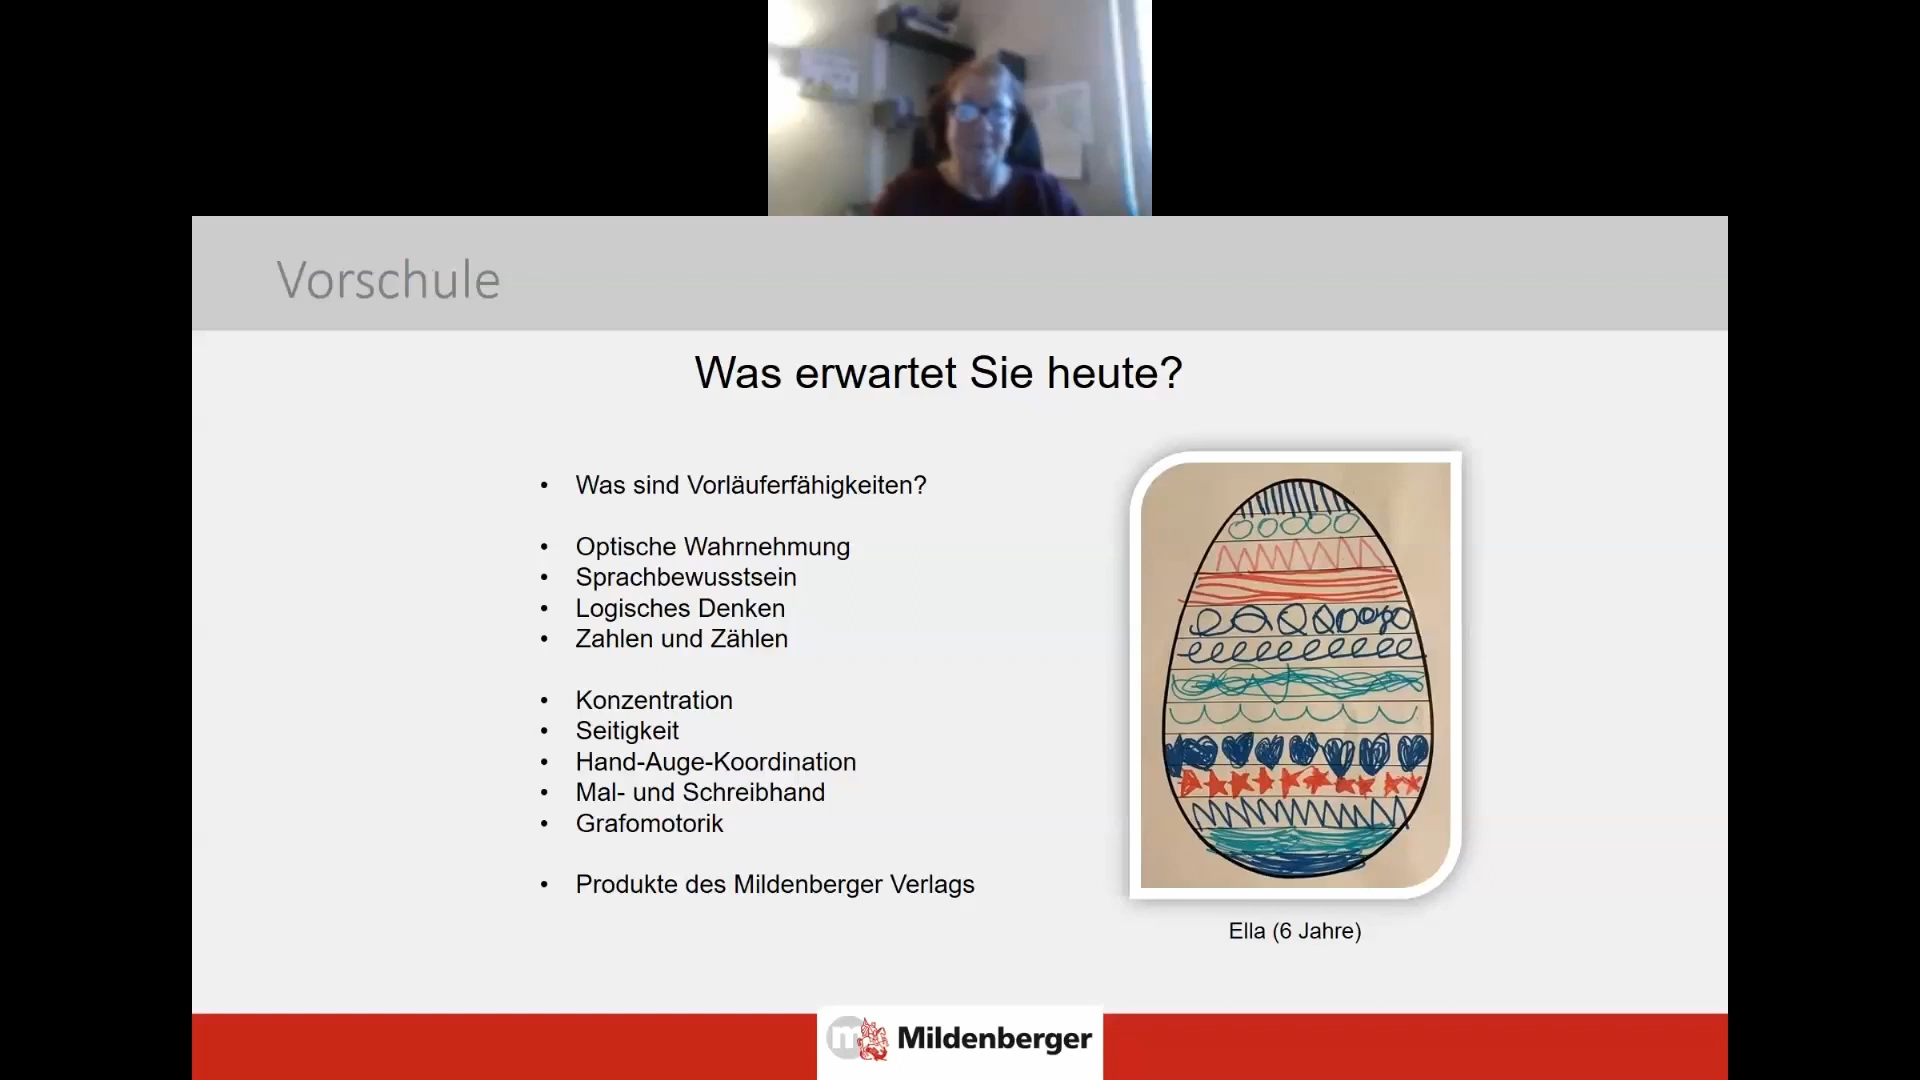 Vorschule
Was erwartet Sie heute?
• Was sind Vorläuferfähigkeiten?
• Optische Wahrnehmung
• Sprachbewusstsein
• Logisches Denken
• Zahlen und Zählen
• Konzentration
• Seitigkeit
• Hand-Auge-Koordination
• Mal- und Schreibhand
• Grafomotorik
• Produkte des Mildenberger Verlags
Ella (6 Jahre)
m Mildenberger